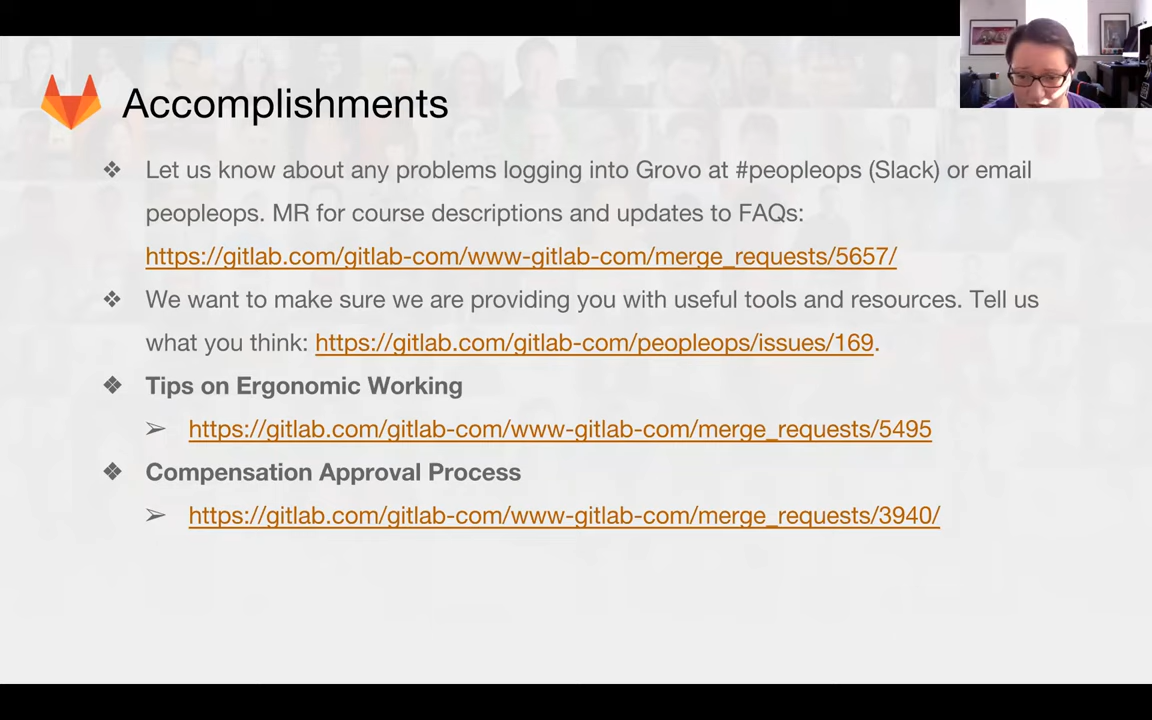 Accomplishments
❖ Let us know about any problems logging into Grovo at #peopleops (Slack) or email
peopleops. MR for course descriptions and updates to FAQs:
https://gitlab.com/gitlab-com/www-gitlab-com/merge_requests/5657/
❖ We want to make sure we are providing you with useful tools and resources. Tell us
what you think: https://gitlab.com/gitlab-com/peopleops/issues/169.
❖ Tips on Ergonomic Working
➢ https://gitlab.com/gitlab-com/www-gitlab-com/merge_requests/5495
❖ Compensation Approval Process
➢ https://gitlab.com/gitlab-com/www-gitlab-com/merge_requests/3940/